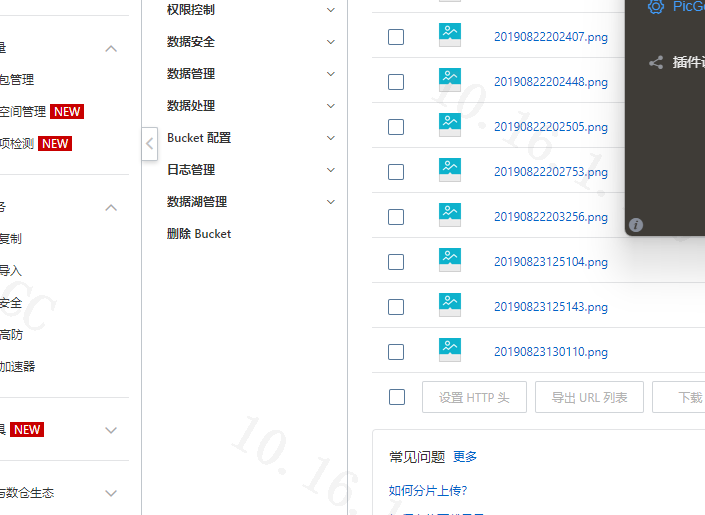 量
包管理
空间管理 NEW
项检测 NEW
务
复制
导入
安全
高防
加速器
具 NEW
与数仓生态
权限控制
数据安全
数据管理
数据处理
Bucket 配置
日志管理
数据湖管理
删除 Bucket
20190822202407.png
20190822202448.png
20190822202505.png
20190822202753.png
20190822203256.png
20190823125104.png
20190823125143.png
20190823130110.png
设置 HTTP 头
导出 URL 列表
下载
常见问题 更多
如何分片上传？
PicGo
插件
10.16.1.
10.16.
CC